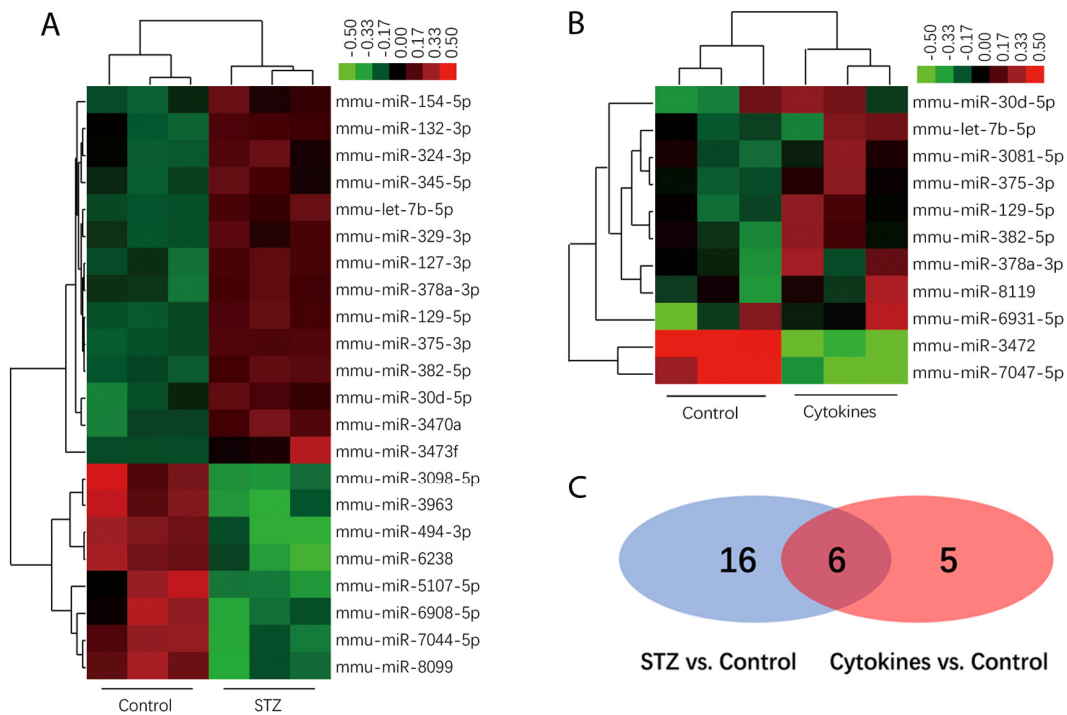 A
-0.50
-0.33
-0.17
0.00
0.17
0.33
0.50
mmu-miR-154-5p
mmu-miR-132-3p
mmu-miR-324-3p
mmu-miR-345-5p
mmu-let-7b-5p
mmu-miR-329-3p
mmu-miR-127-3p
mmu-miR-378a-3p
mmu-miR-129-5p
mmu-miR-375-3p
mmu-miR-382-5p
mmu-miR-30d-5p
mmu-miR-3470a
mmu-miR-3473f
mmu-miR-3098-5p
mmu-miR-3963
mmu-miR-494-3p
mmu-miR-6238
mmu-miR-5107-5p
mmu-miR-6908-5p
mmu-miR-7044-5p
mmu-miR-8099
Control STZ
B
-0.50
-0.33
-0.17
0.00
0.17
0.33
0.50
mmu-miR-30d-5p
mmu-let-7b-5p
mmu-miR-3081-5p
mmu-miR-375-3p
mmu-miR-129-5p
mmu-miR-382-5p
mmu-miR-378a-3p
mmu-miR-8119
mmu-miR-6931-5p
mmu-miR-3472
mmu-miR-7047-5p
Control Cytokines
C
16 6 5
STZ vs. Control Cytokines vs. Control